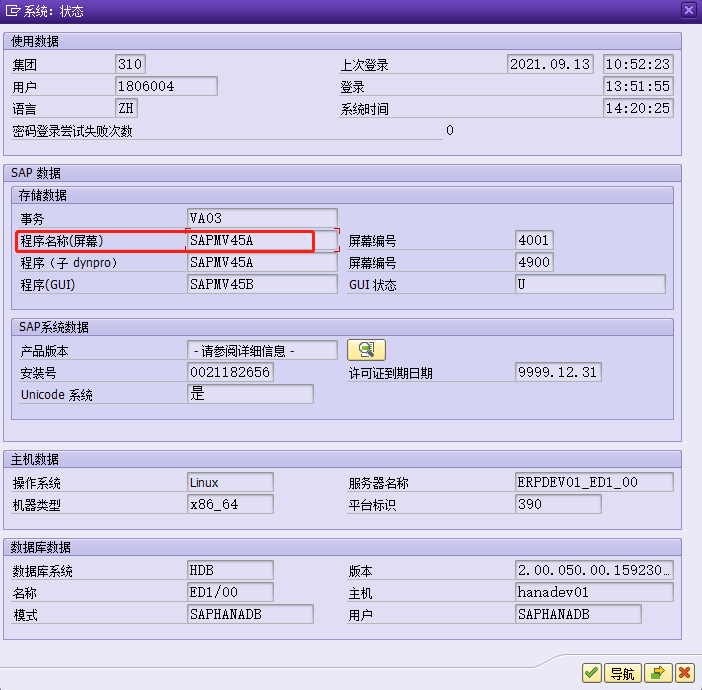 系统: 状态
使用数据
集团 310 上次登录 2021.09.13 10:52:23
用户 1806004 登录 13:51:55
语言 ZH 系统时间 14:20:25
密码登录尝试失败次数 0
SAP 数据
存储数据
事务 VA03
程序名称(屏幕) SAPMV45A 屏幕编号 4001
程序（子 dynpro） SAPMV45A 屏幕编号 4900
程序(GUI) SAPMV45B GUI 状态 U
SAP系统数据
产品版本 - 请参阅详细信息 -
安装号 0021182656 许可证到期日期 9999.12.31
Unicode 系统 是
主机数据
操作系统 Linux 服务器名称 ERPDEV01_ED1_00
机器类型 x86_64 平台标识 390
数据库数据
数据库系统 HDB 版本 2.00.050.00.159230…
名称 ED1/00 主机 hanadev01
模式 SAPHANADB 用户 SAPHANADB
导航